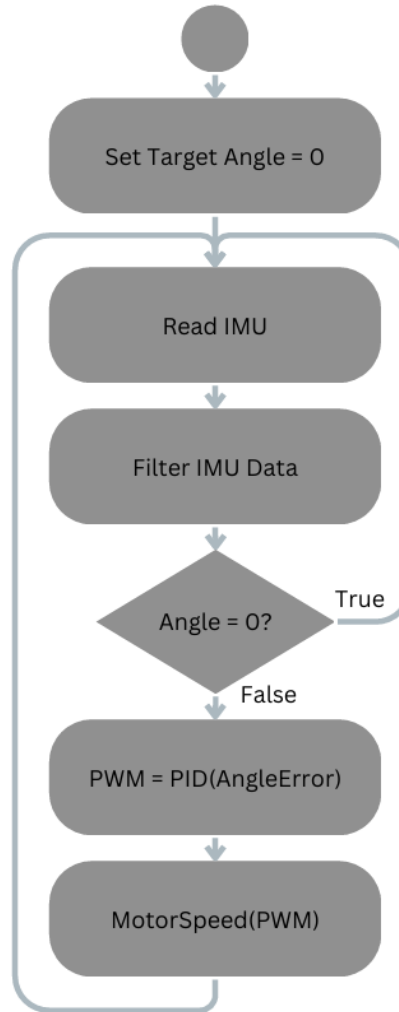 Set Target Angle = 0
Read IMU
Filter IMU Data
Angle = 0?
True
False
PWM = PID(AngleError)
MotorSpeed(PWM)